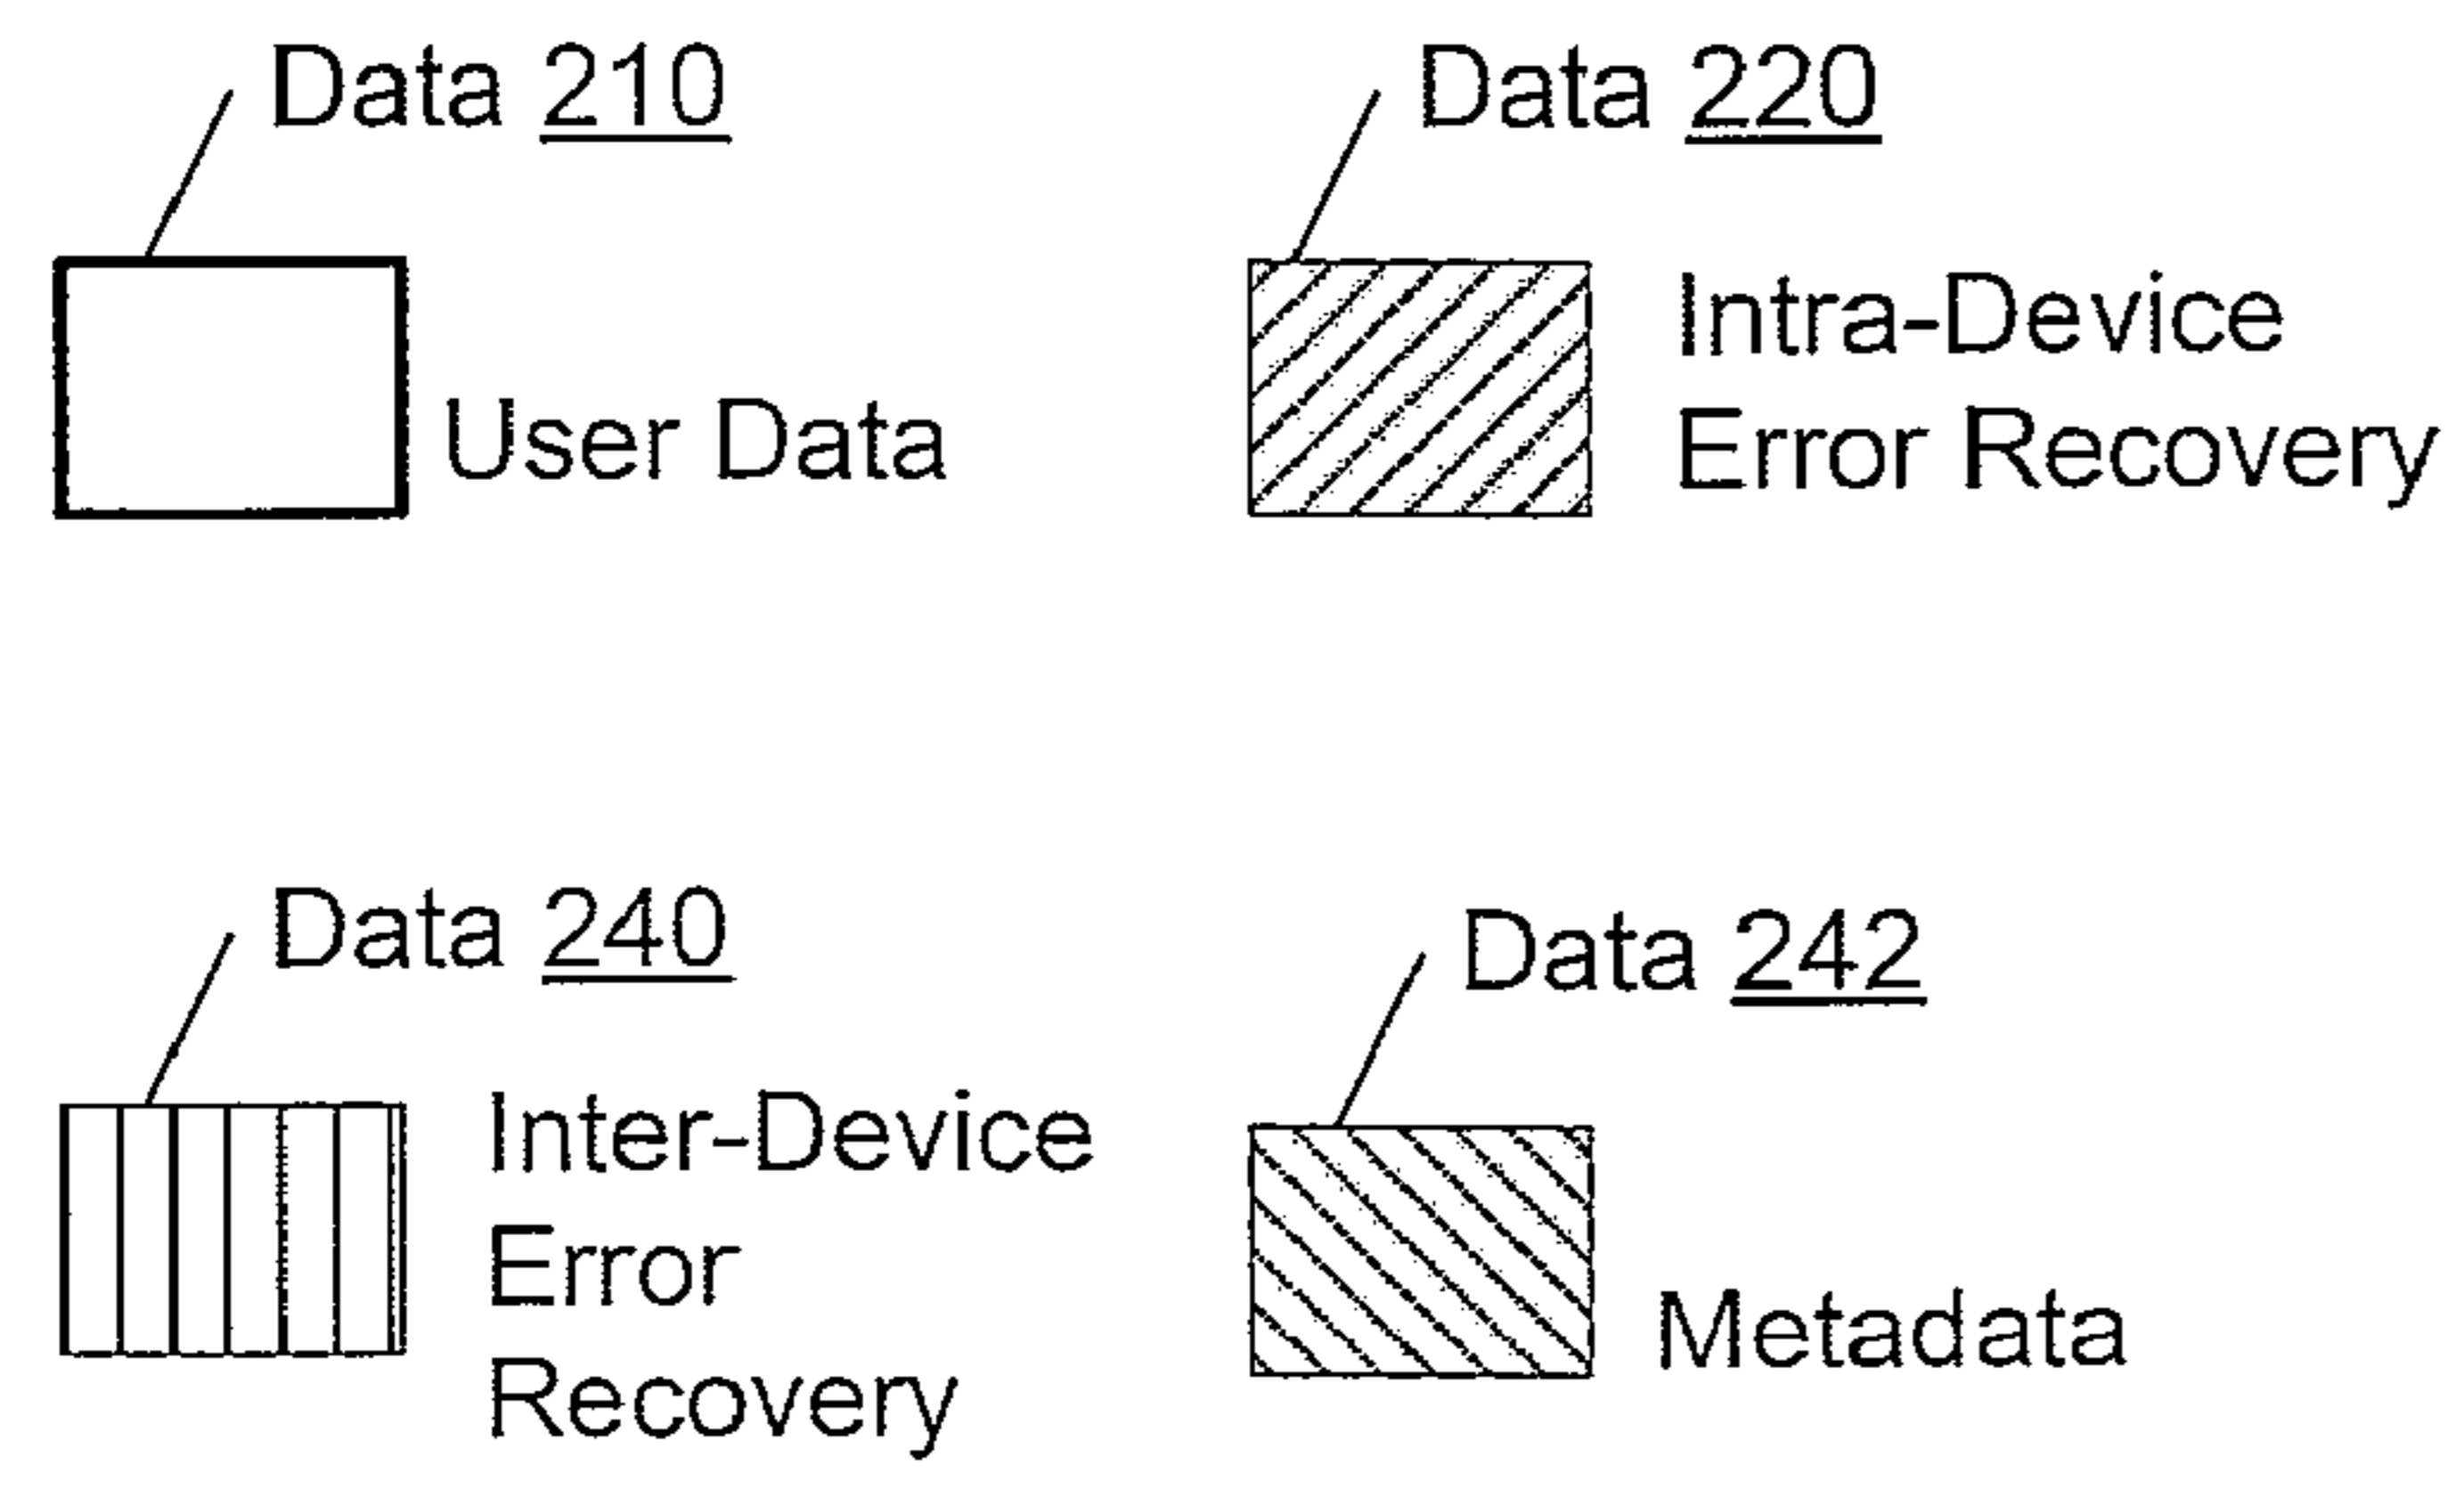 Data 210
User Data
Data 220
Intra-Device
Error Recovery
Data 240
Inter-Device
Error
Recovery
Data 242
Metadata